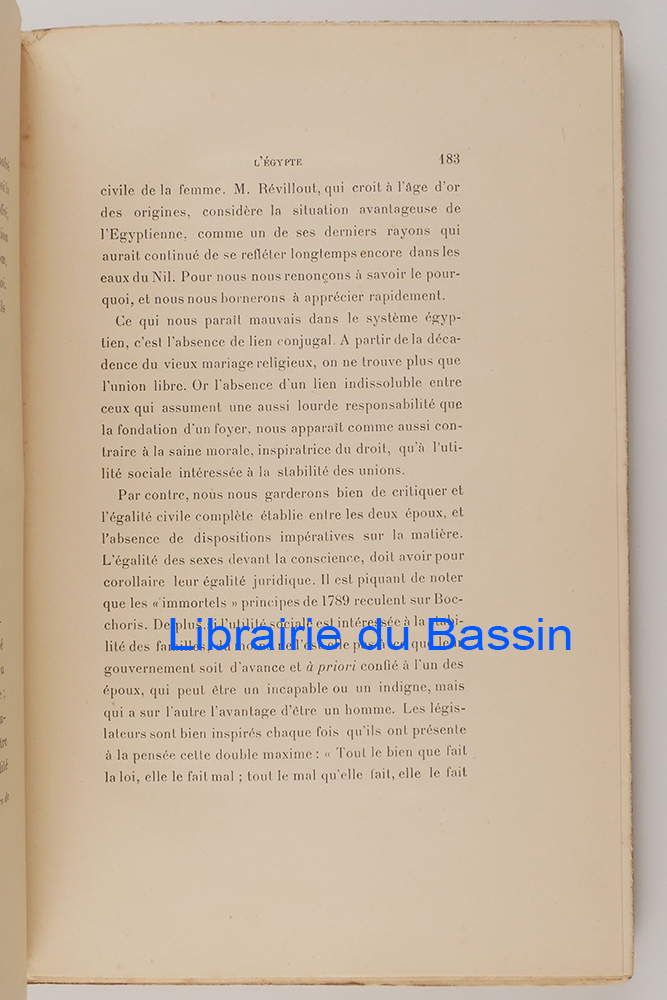 L'ÉGYPTE 183
civile de la femme. M. Révillout, qui croit à l'âge d'or
des origines, considère la situation avantageuse de
l'Egyptienne, comme un de ses derniers rayons qui
aurait continué de se refléter longtemps encore dans les
eaux du Nil. Pour nous nous renonçons à savoir le pour-
quoi, et nous nous bornerons à apprécier rapidement.
Ce qui nous paraît mauvais dans le système égyp-
tien, c'est l'absence de lien conjugal. A partir de la déca-
dence du vieux mariage religieux, on ne trouve plus que
l'union libre. Or l'absence d'un lien indissoluble entre
ceux qui assument une aussi lourde responsabilité que
la fondation d'un foyer, nous apparaît comme aussi con-
traire à la saine morale, inspiratrice du droit, qu'à l'uti-
lité sociale intéressée à la stabilité des unions.
Par contre, nous nous garderons bien de critiquer et
l'égalité civile complète établie entre les deux époux, et
l'absence de dispositions impératives sur la matière.
L'égalité des sexes devant la conscience, doit avoir pour
corollaire leur égalité juridique. Il est piquant de noter
que les « immortels » principes de 1789 reculent sur Boc-
choris. De plus, si l'utilité sociale est intéressée à la stabi-
lité des familles, du moins ne l'est-elle pas à ce que leur
Librairie du Bassin
gouvernement soit d'avance et à priori confié à l'un des
époux, qui peut être un incapable ou un indigne, mais
qui a sur l'autre l'avantage d'être un homme. Les légis-
lateurs sont bien inspirés chaque fois qu'ils ont présente
à la pensée cette double maxime : « Tout le bien que fait
la loi, elle le fait mal ; tout le mal qu'elle fait, elle le fait